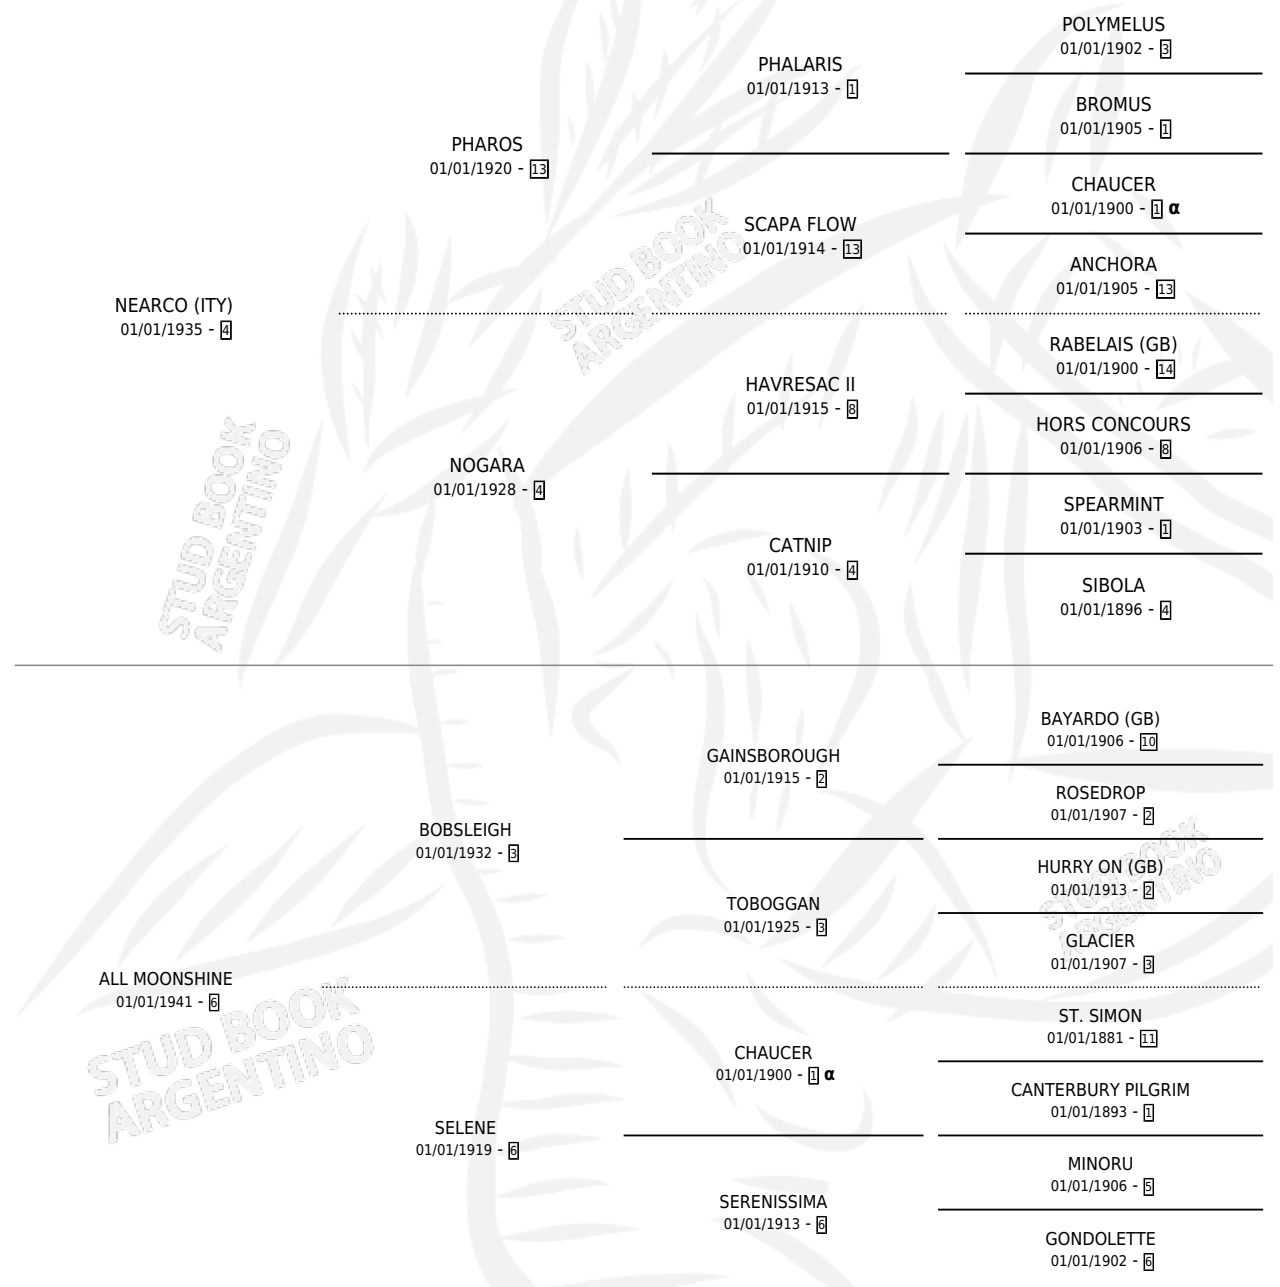 POLYMELUS
01/01/1902 - 3
PHALARIS
01/01/1913 - 1
BROMUS
01/01/1905 - 1
PHAROS
01/01/1920 - 13
CHAUCER
01/01/1900 - 1 α
SCAPA FLOW
01/01/1914 - 13
ANCHORA
01/01/1905 - 13
NEARCO (ITY)
01/01/1935 - 4
RABELAIS (GB)
01/01/1900 - 14
HAVRESAC II
01/01/1915 - 8
HORS CONCOURS
01/01/1906 - 8
NOGARA
01/01/1928 - 4
SPEARMINT
01/01/1903 - 1
CATNIP
01/01/1910 - 4
SIBOLA
01/01/1896 - 4
BAYARDO (GB)
01/01/1906 - 10
GAINSBOROUGH
01/01/1915 - 2
ROSEDROP
01/01/1907 - 2
BOBSLEIGH
01/01/1932 - 3
HURRY ON (GB)
01/01/1913 - 2
TOBOGGAN
01/01/1925 - 3
GLACIER
01/01/1907 - 3
ALL MOONSHINE
01/01/1941 - 6
ST. SIMON
01/01/1881 - 11
CHAUCER
01/01/1900 - 1 α
CANTERBURY PILGRIM
01/01/1893 - 1
SELENE
01/01/1919 - 6
MINORU
01/01/1906 - 5
SERENISSIMA
01/01/1913 - 6
GONDOLETTE
01/01/1902 - 6
STUD BOOK
ARGENTINO
STUD BOOK
ARGENTINO
STUD BOOK
ARGENTINO
STUD BOOK
ARGENTINO